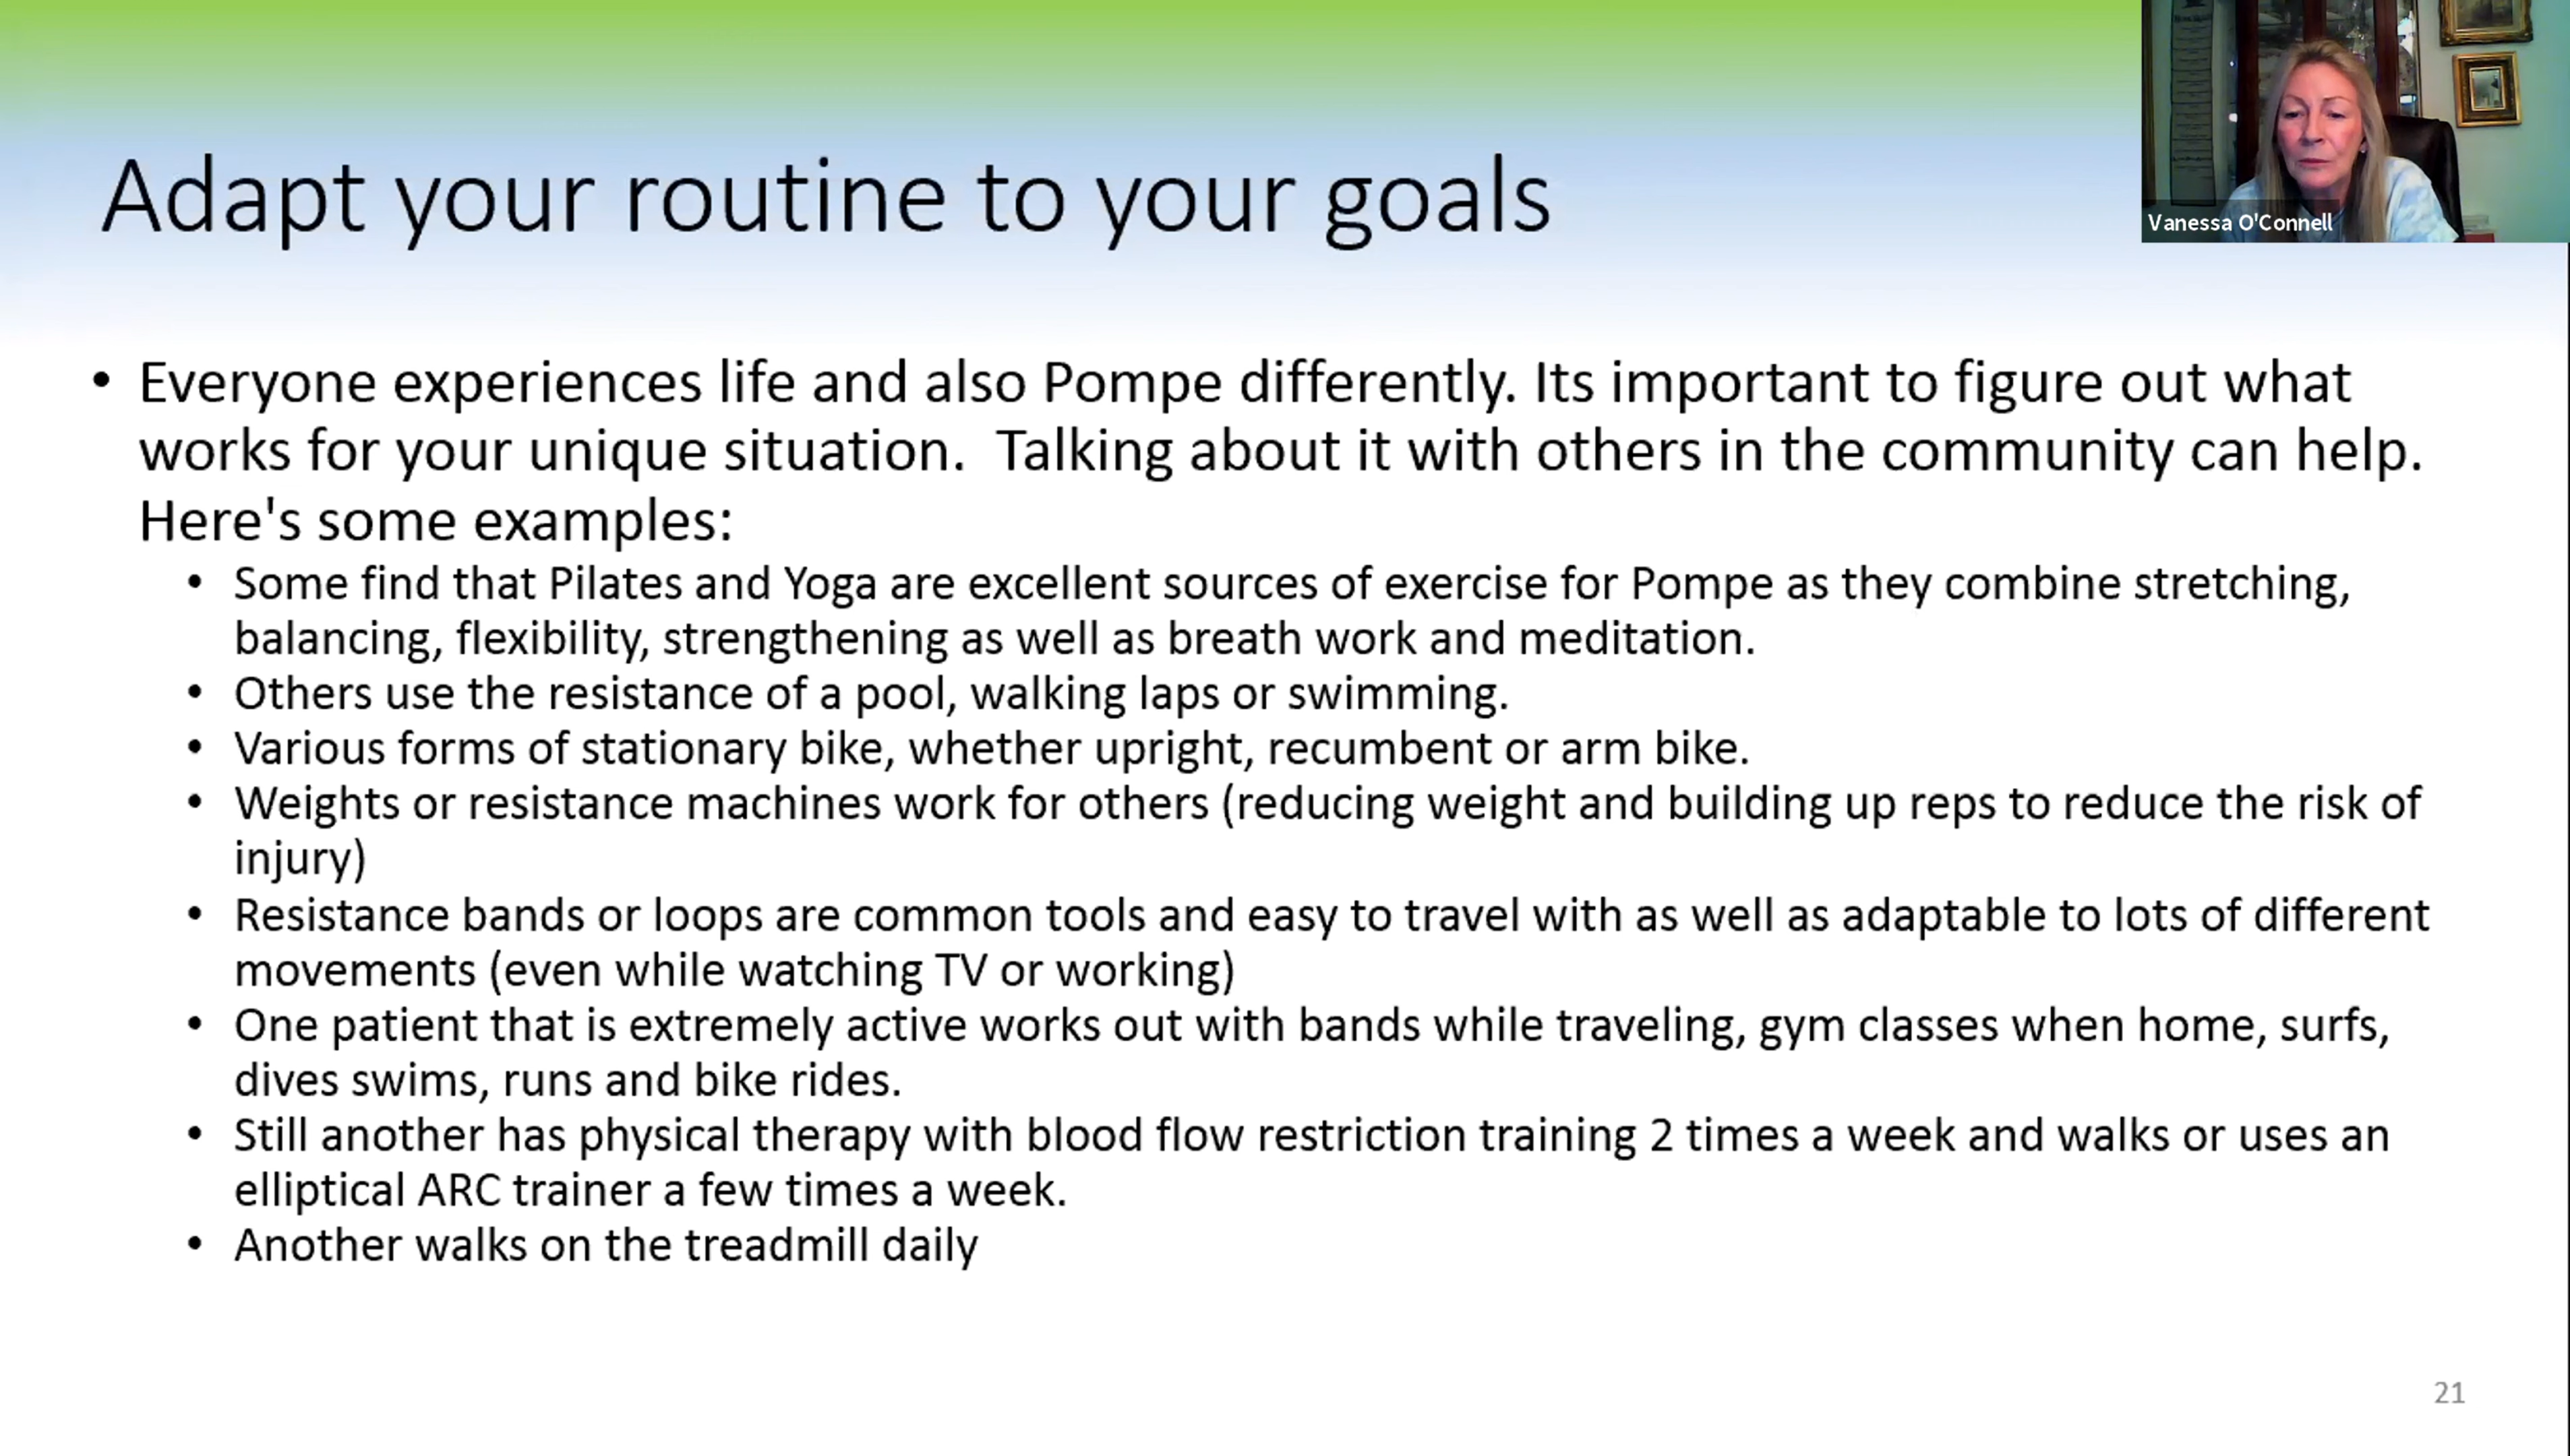 Adapt your routine to your goals
Vanessa O'Connell
• Everyone experiences life and also Pompe differently. Its important to figure out what
works for your unique situation.  Talking about it with others in the community can help.
Here's some examples:
• Some find that Pilates and Yoga are excellent sources of exercise for Pompe as they combine stretching,
balancing, flexibility, strengthening as well as breath work and meditation.
• Others use the resistance of a pool, walking laps or swimming.
• Various forms of stationary bike, whether upright, recumbent or arm bike.
• Weights or resistance machines work for others (reducing weight and building up reps to reduce the risk of
injury)
• Resistance bands or loops are common tools and easy to travel with as well as adaptable to lots of different
movements (even while watching TV or working)
• One patient that is extremely active works out with bands while traveling, gym classes when home, surfs,
dives swims, runs and bike rides.
• Still another has physical therapy with blood flow restriction training 2 times a week and walks or uses an
elliptical ARC trainer a few times a week.
• Another walks on the treadmill daily
21